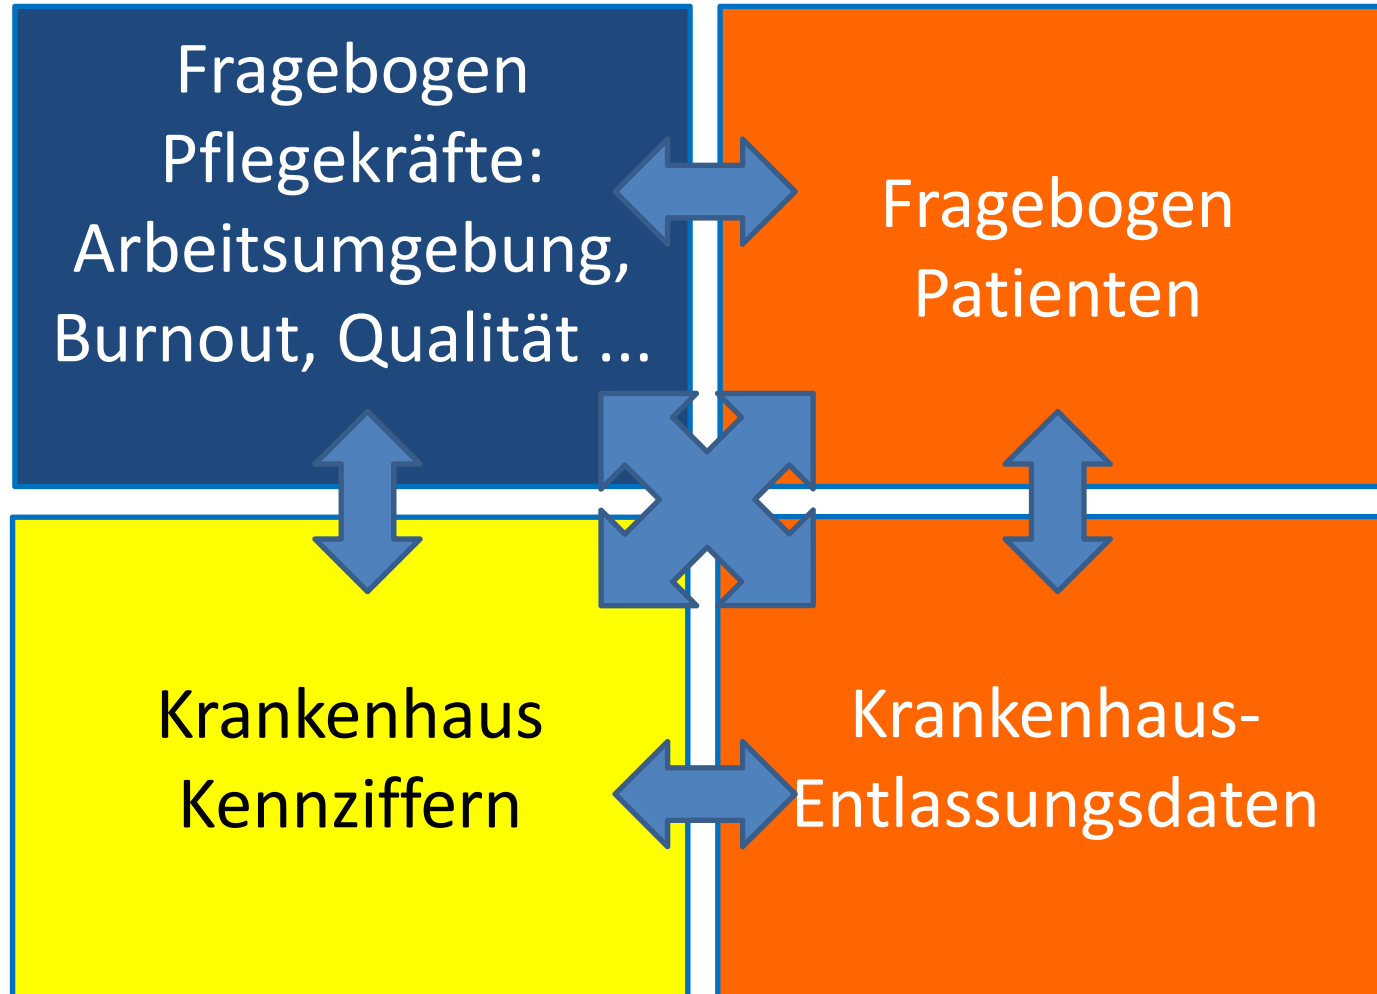 Fragebogen
Pflegekräfte:
Arbeitsumgebung,
Burnout, Qualität ...
Fragebogen
Patienten
Krankenhaus
Kennziffern
Krankenhaus-
Entlassungsdaten